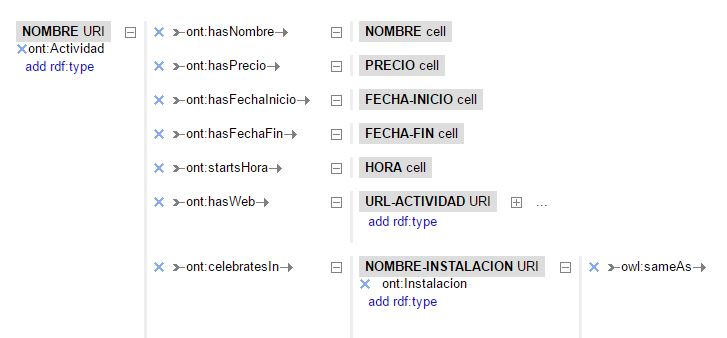 NOMBRE URI ont:hasNombre NOMBRE cell
ont:Actividad
add rdf:type ont:hasPrecio PRECIO cell
ont:hasFechaInicio FECHA-INICIO cell
ont:hasFechaFin FECHA-FIN cell
ont:startsHora HORA cell
ont:hasWeb URL-ACTIVIDAD URI ...
add rdf:type
ont:celebratesIn NOMBRE-INSTALACION URI owl:sameAs
ont:Instalacion
add rdf:type